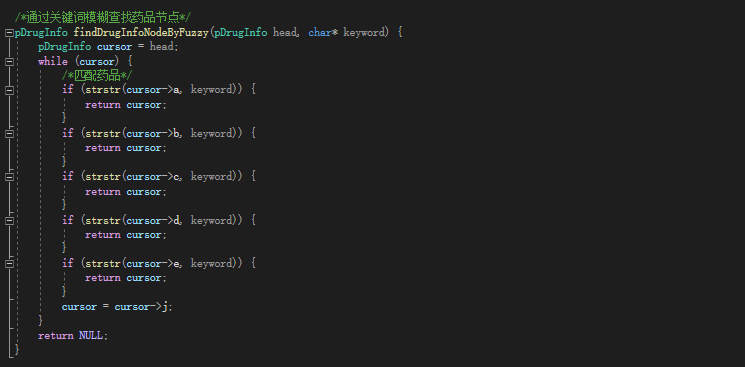 /*通过关键词模糊查找药品节点*/
pDrugInfo findDrugInfoNodeByFuzzy(pDrugInfo head, char* keyword) {
    pDrugInfo cursor = head;
    while (cursor) {
        /*匹配药品*/
        if (strstr(cursor->a, keyword)) {
            return cursor;
        }
        if (strstr(cursor->b, keyword)) {
            return cursor;
        }
        if (strstr(cursor->c, keyword)) {
            return cursor;
        }
        if (strstr(cursor->d, keyword)) {
            return cursor;
        }
        if (strstr(cursor->e, keyword)) {
            return cursor;
        }
        cursor = cursor->j;
    }
    return NULL;
}